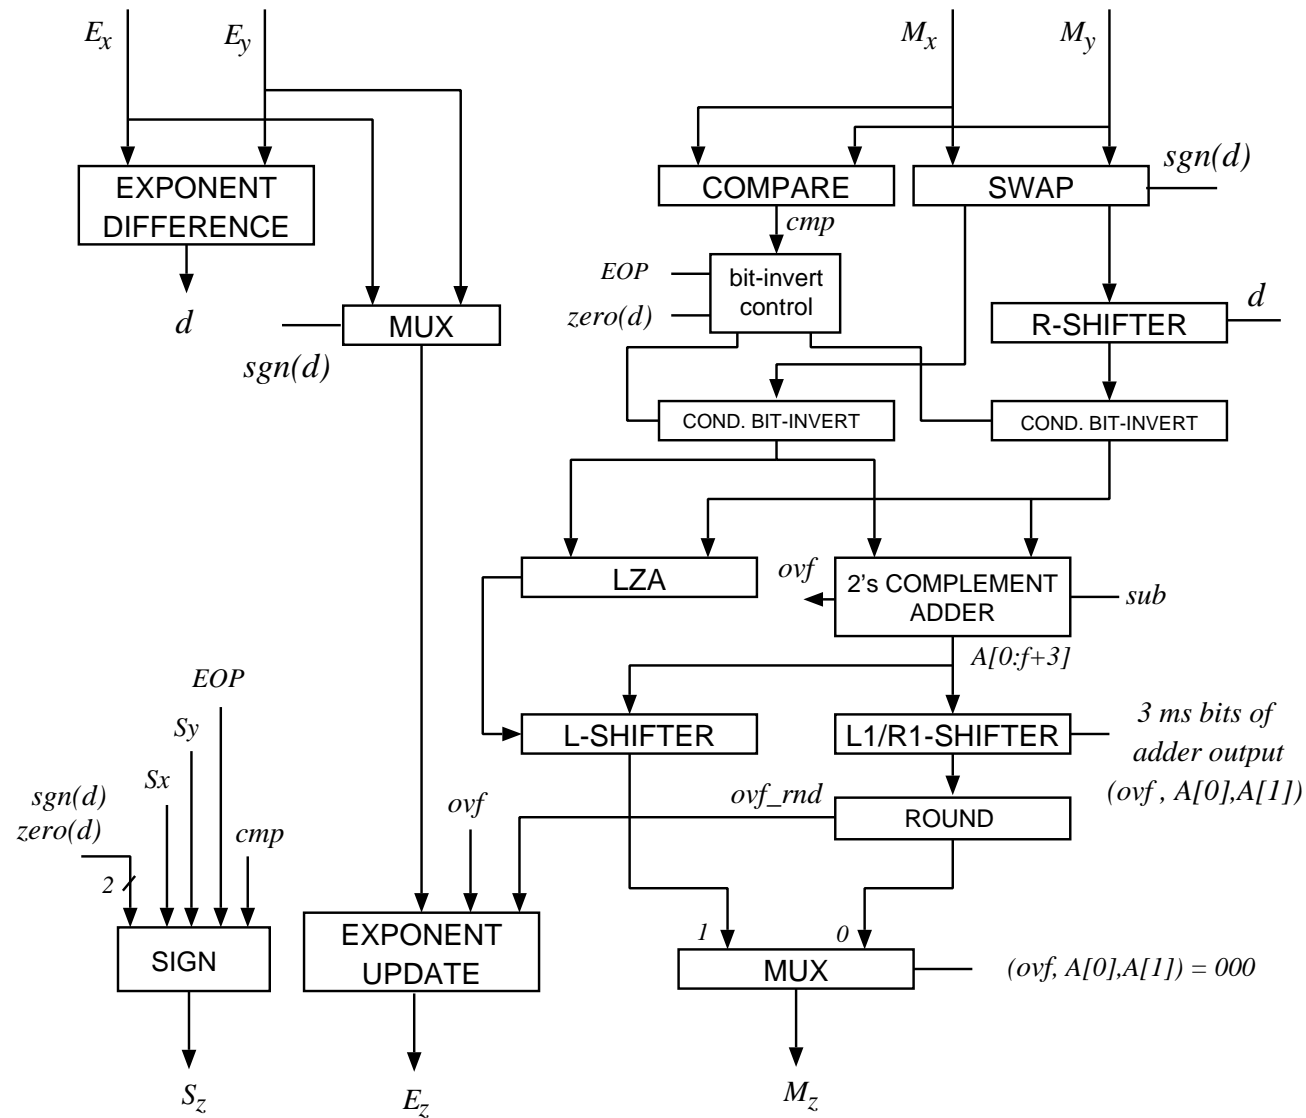 Ex
Ey
Mx
My
EXPONENT
DIFFERENCE
COMPARE
SWAP
sgn(d)
cmp
EOP
zero(d)
bit-invert
control
d
MUX
sgn(d)
R-SHIFTER
d
COND. BIT-INVERT
COND. BIT-INVERT
LZA
ovf
2's COMPLEMENT
ADDER
sub
A[0:f+3]
EOP
Sy
Sx
sgn(d)
zero(d)
cmp
2
L-SHIFTER
L1/R1-SHIFTER
3 ms bits of
adder output
(ovf , A[0],A[1])
ovf
ovf_rnd
ROUND
SIGN
EXPONENT
UPDATE
1
0
MUX
(ovf, A[0],A[1]) = 000
Sz
Ez
Mz